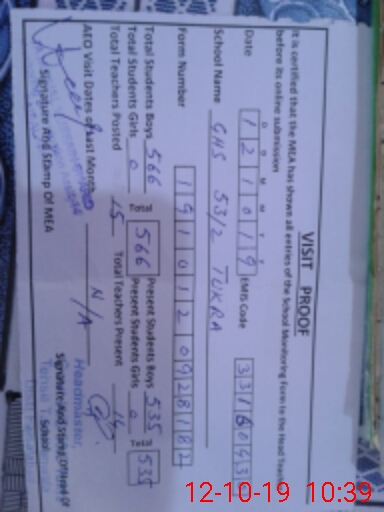 VISIT PROOF
It is certified that the MEA has shown all entries of the School Monitoring Form to the Head Teacher
before its online submission
D D M M Y Y
Date 1 2 1 0 1 9 EMIS Code 3 3 1
School Name GHS 53/2 TUKRA
Form Number 1 9 1 0 1 2 0 9 2 8 1 8 2
Total Students Boys 566 Total 566 Present Students Boys 535 Total 535
Total Students Girls 0 Present Students Girls 0
Total Teachers Posted 15 Total Teachers Present 14
AEO Visit Dates of Last Month N/A
Signature And Stamp Of MEA Signature And Stamp Of Head Of School
Headmaster,
12-10-19 10:39